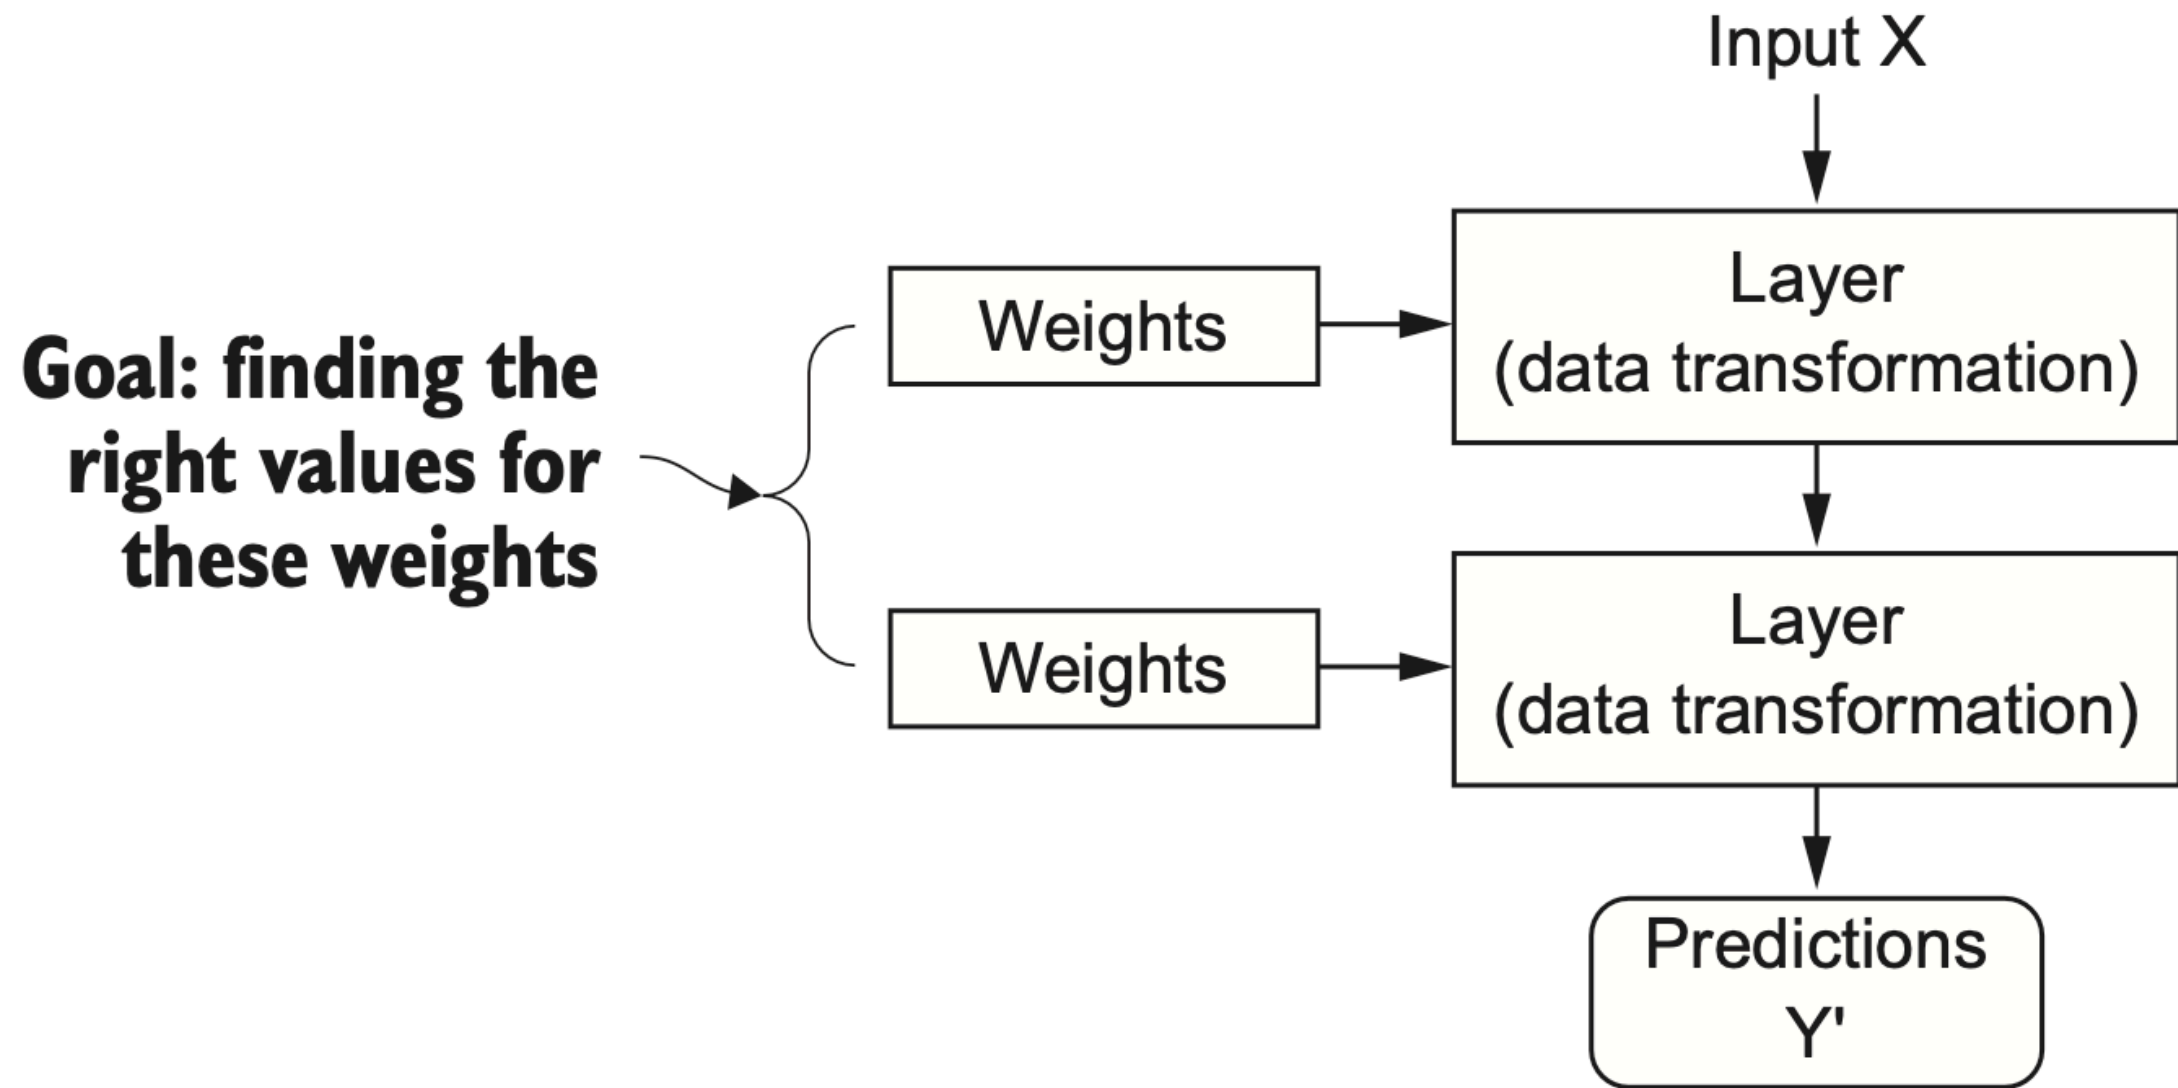 Input X
Goal: finding the
right values for
these weights
Weights
Layer
(data transformation)
Weights
Layer
(data transformation)
Predictions
Y'